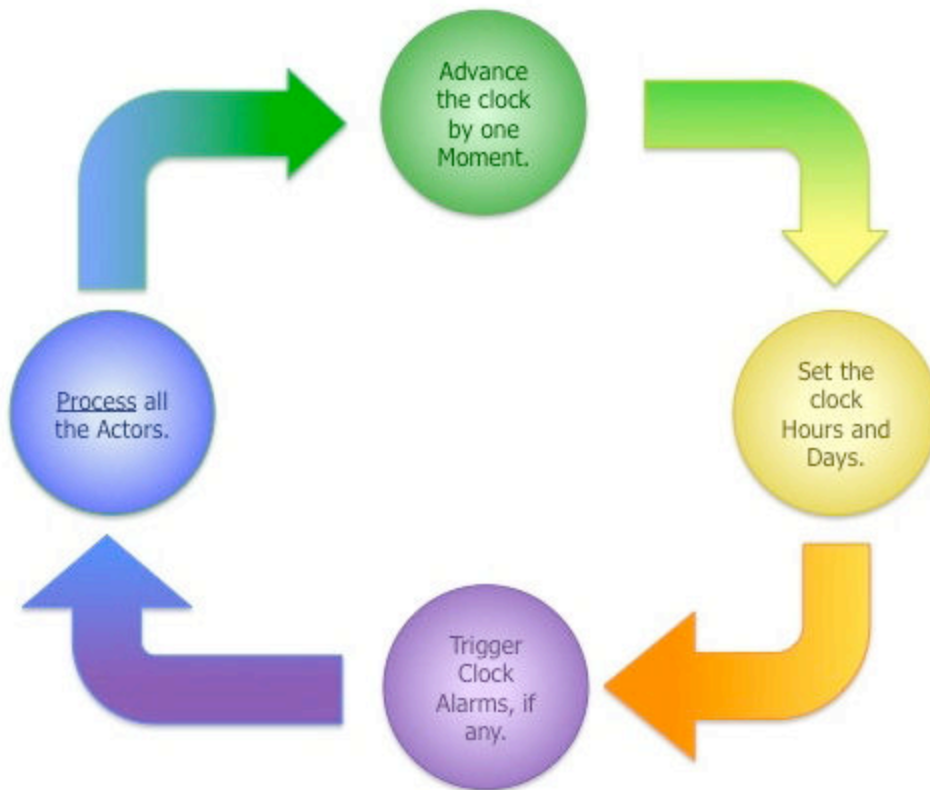 Advance
the clock
by one
Moment.
Set the
clock
Hours and
Days.
Trigger
Clock
Alarms, if
any.
Process all
the Actors.